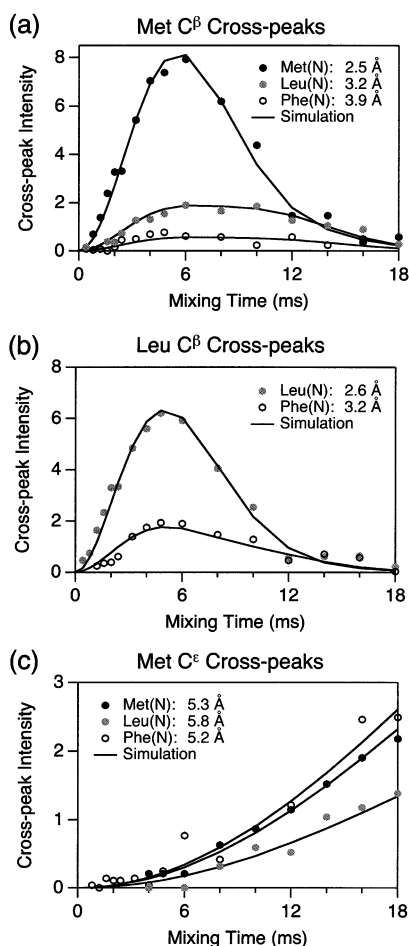 (a) Met Cβ Cross-peaks
Cross-peak Intensity
8
6
4
2
0
Met(N): 2.5 Å
Leu(N): 3.2 Å
Phe(N): 3.9 Å
Simulation
0 6 12 18
Mixing Time (ms)
(b) Leu Cβ Cross-peaks
Cross-peak Intensity
8
6
4
2
0
Leu(N): 2.6 Å
Phe(N): 3.2 Å
Simulation
0 6 12 18
Mixing Time (ms)
(c) Met Cε Cross-peaks
Cross-peak Intensity
3
2
1
0
Met(N): 5.3 Å
Leu(N): 5.8 Å
Phe(N): 5.2 Å
Simulation
0 6 12 18
Mixing Time (ms)